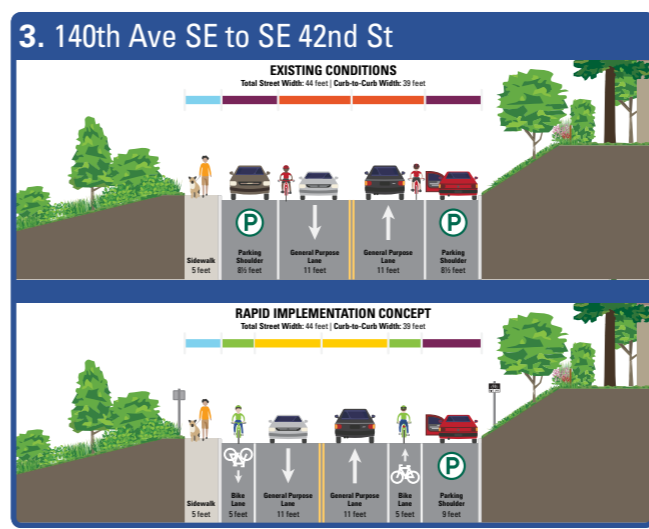 3. 140th Ave SE to SE 42nd St
EXISTING CONDITIONS
Total Street Width: 44 feet | Curb-to-Curb Width: 39 feet
P
P
Sidewalk
5 feet
Parking
Shoulder
8½ feet
General Purpose
Lane
11 feet
General Purpose
Lane
11 feet
Parking
Shoulder
8½ feet
RAPID IMPLEMENTATION CONCEPT
Total Street Width: 44 feet | Curb-to-Curb Width: 39 feet
P
Sidewalk
5 feet
Bike
Lane
5 feet
General Purpose
Lane
11 feet
General Purpose
Lane
11 feet
Bike
Lane
5 feet
Parking
Shoulder
9 feet